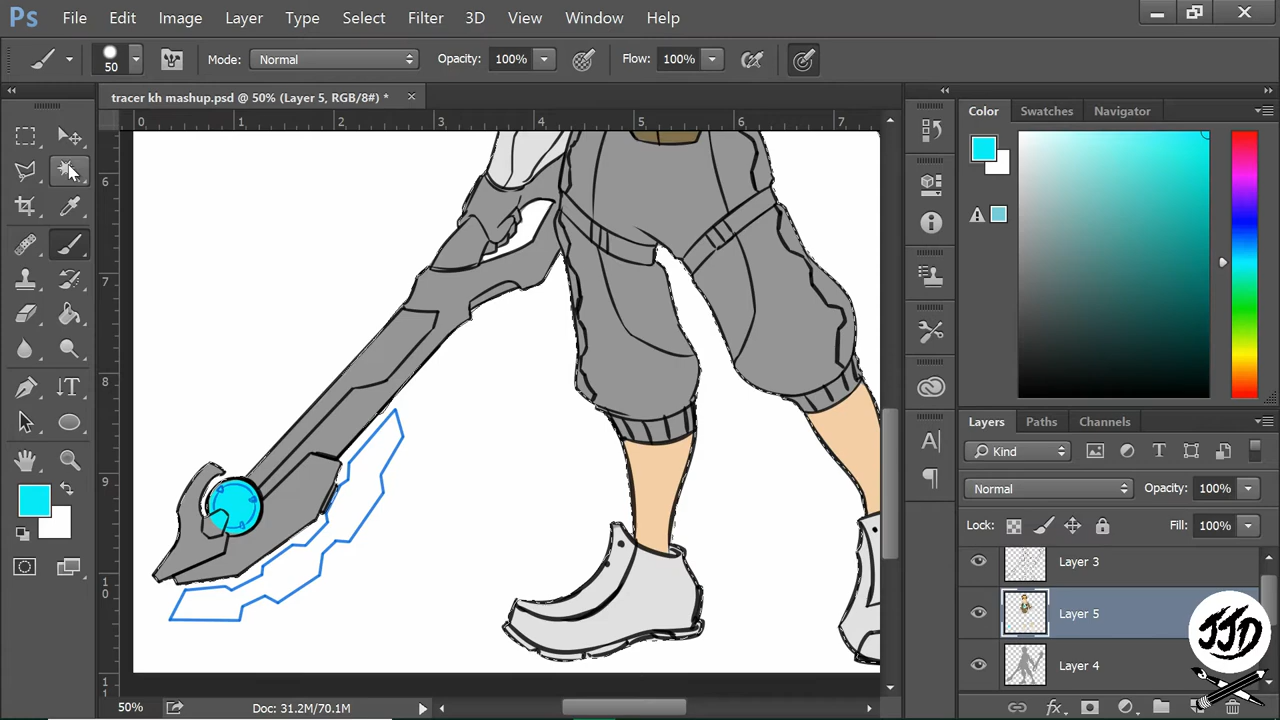 Ps File Edit Image Layer Type Select Filter 3D View Window Help
50 Mode: Normal Opacity: 100% Flow: 100%
tracer kh mashup.psd @ 50% (Layer 5, RGB/8#) *
0 1 2 3 4 5 6 7
6
7
8
9
10
11
Color Swatches Navigator
Layers Paths Channels
Kind
Normal Opacity: 100%
Lock: Fill: 100%
Layer 3
Layer 5
Layer 4
JJD
50% Doc: 31.2M/70.1M